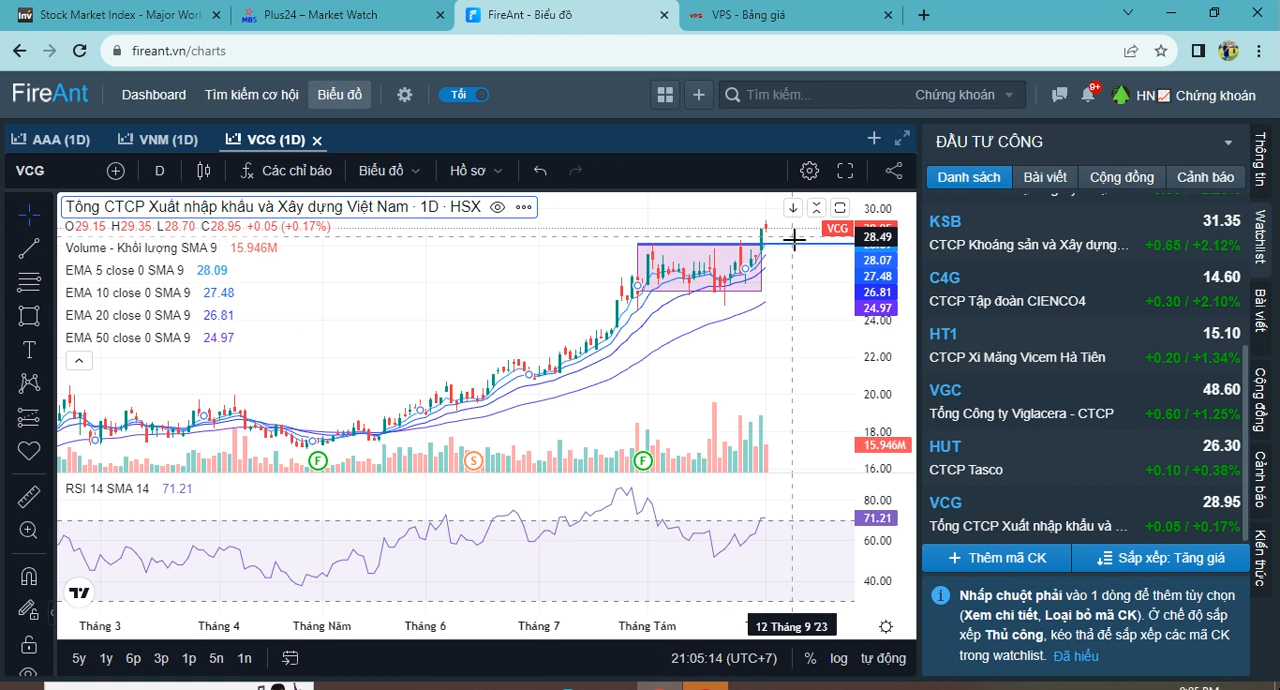 Stock Market Index - Major Worl
MBS
Plus24 – Market Watch
FireAnt - Biểu đồ
VPS
VPS - Bảng giá
fireant.vn/charts
FireAnt
Dashboard
Tìm kiếm cơ hội
Biểu đồ
Tối
Tìm kiếm...
Chứng khoán
9+
HN
Chứng khoán
AAA (1D)
VNM (1D)
VCG (1D)
VCG
D
Các chỉ báo
Biểu đồ
Hồ sơ
Tổng CTCP Xuất nhập khẩu và Xây dựng Việt Nam · 1D · HSX
O29.15 H29.35 L28.70 C28.95 +0.05 (+0.17%)
Volume - Khối lượng SMA 9 15.946M
EMA 5 close 0 SMA 9 28.09
EMA 10 close 0 SMA 9 27.48
EMA 20 close 0 SMA 9 26.81
EMA 50 close 0 SMA 9 24.97
30.00
VCG
28.49
28.07
27.48
26.81
24.97
24.00
22.00
20.00
18.00
15.946M
16.00
F
S
F
RSI 14 SMA 14 71.21
80.00
71.21
60.00
40.00
Tháng 3
Tháng 4
Tháng Năm
Tháng 6
Tháng 7
Tháng Tám
12 Tháng 9 '23
5y
1y
6p
3p
1p
5n
1n
21:05:14 (UTC+7)
%
log
tự động
ĐẦU TƯ CÔNG
Danh sách
Bài viết
Cộng đồng
Cảnh báo
KSB 31.35
CTCP Khoáng sản và Xây dựng... +0.65 / +2.12%
C4G 14.60
CTCP Tập đoàn CIENCO4 +0.30 / +2.10%
HT1 15.10
CTCP Xi Măng Vicem Hà Tiên +0.20 / +1.34%
VGC 48.60
Tổng Công ty Viglacera - CTCP +0.60 / +1.25%
HUT 26.30
CTCP Tasco +0.10 / +0.38%
VCG 28.95
Tổng CTCP Xuất nhập khẩu và ... +0.05 / +0.17%
+ Thêm mã CK
Sắp xếp: Tăng giá
Nhấp chuột phải vào 1 dòng để thêm tùy chọn
(Xem chi tiết, Loại bỏ mã CK). Ở chế độ sắp
xếp Thủ công, kéo thả để sắp xếp các mã CK
trong watchlist. Đã hiểu
Thông tin
Watchlist
Bài viết
Cộng đồng
Cảnh báo
Kiến thức